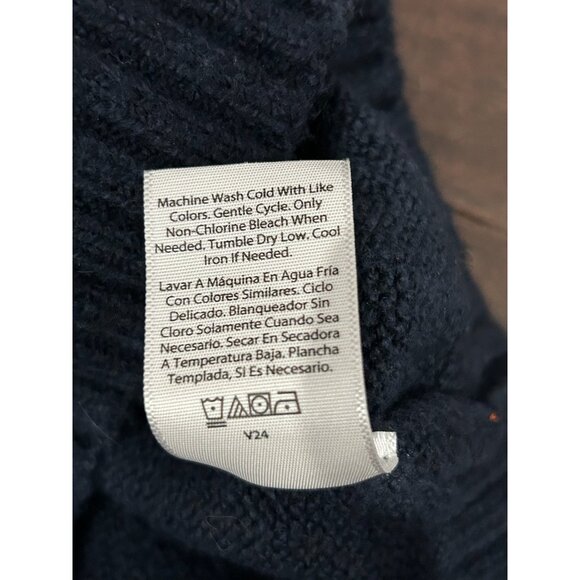 Machine Wash Cold With Like
Colors. Gentle Cycle. Only
Non-Chlorine Bleach When
Needed. Tumble Dry Low. Cool
Iron If Needed.
Lavar A Máquina En Agua Fría
Con Colores Similares. Ciclo
Delicado. Blanqueador Sin
Cloro Solamente Cuando Sea
Necesario. Secar En Secadora
A Temperatura Baja. Plancha
Templada, Si Es Necesario.
V24